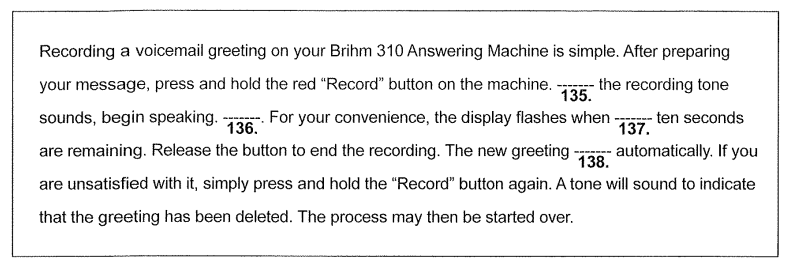 Recording a voicemail greeting on your Brihm 310 Answering Machine is simple. After preparing
your message, press and hold the red “Record” button on the machine. ------- the recording tone
135.
sounds, begin speaking. -------. For your convenience, the display flashes when ------- ten seconds
136. 137.
are remaining. Release the button to end the recording. The new greeting ------- automatically. If you
138.
are unsatisfied with it, simply press and hold the “Record” button again. A tone will sound to indicate
that the greeting has been deleted. The process may then be started over.